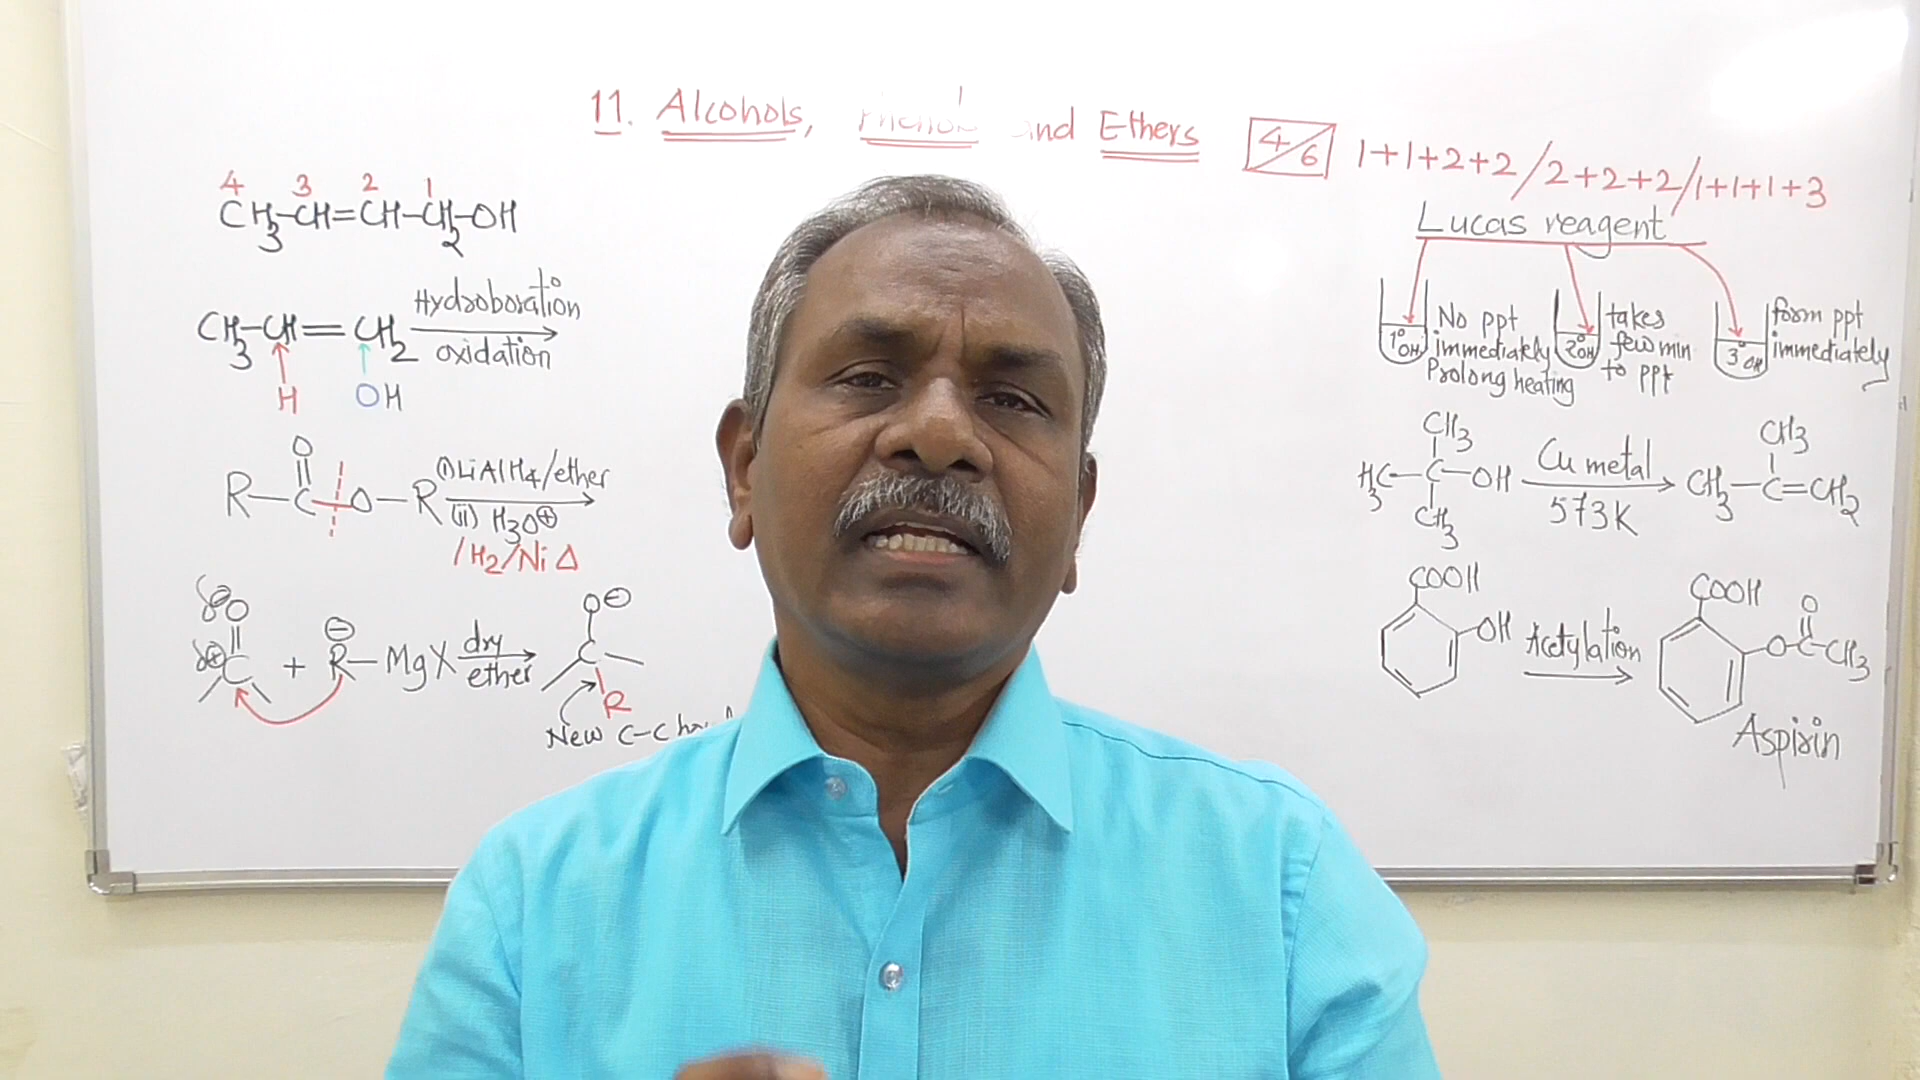 11. Alcohols, Phenols and Ethers 4/6 1+1+2+2/2+2+2/1+1+1+3
4 3 2 1
CH3-CH=CH-CH2-OH
CH3-CH=CH2 Hydroboration
oxidation
H OH
O
R-C-O-R (i) LiAlH4/ether
(ii) H3O⊕
/H2/Ni Δ
δ⊖ O
δ⊕ C + R⊖-MgX dry
ether
O⊖
C
R
New C-C
Lucas reagent
1° OH No ppt
immediately
Prolong heating
2° OH takes
few min
to ppt
3° OH form ppt
immediately
CH3
H3C-C-OH Cu metal
573K
CH3
CH3
CH3-C=CH2
COOH
OH Acetylation
COOH
O
O-C-CH3
Aspirin